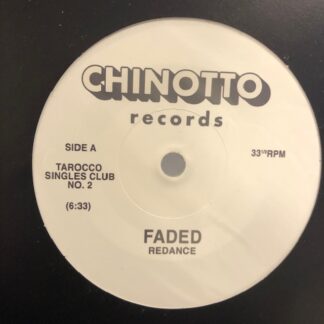 CHINOTTO
records
SIDE A
33⅓RPM
TAROCCO
SINGLES CLUB
NO. 2
(6:33)
FADED
REDANCE